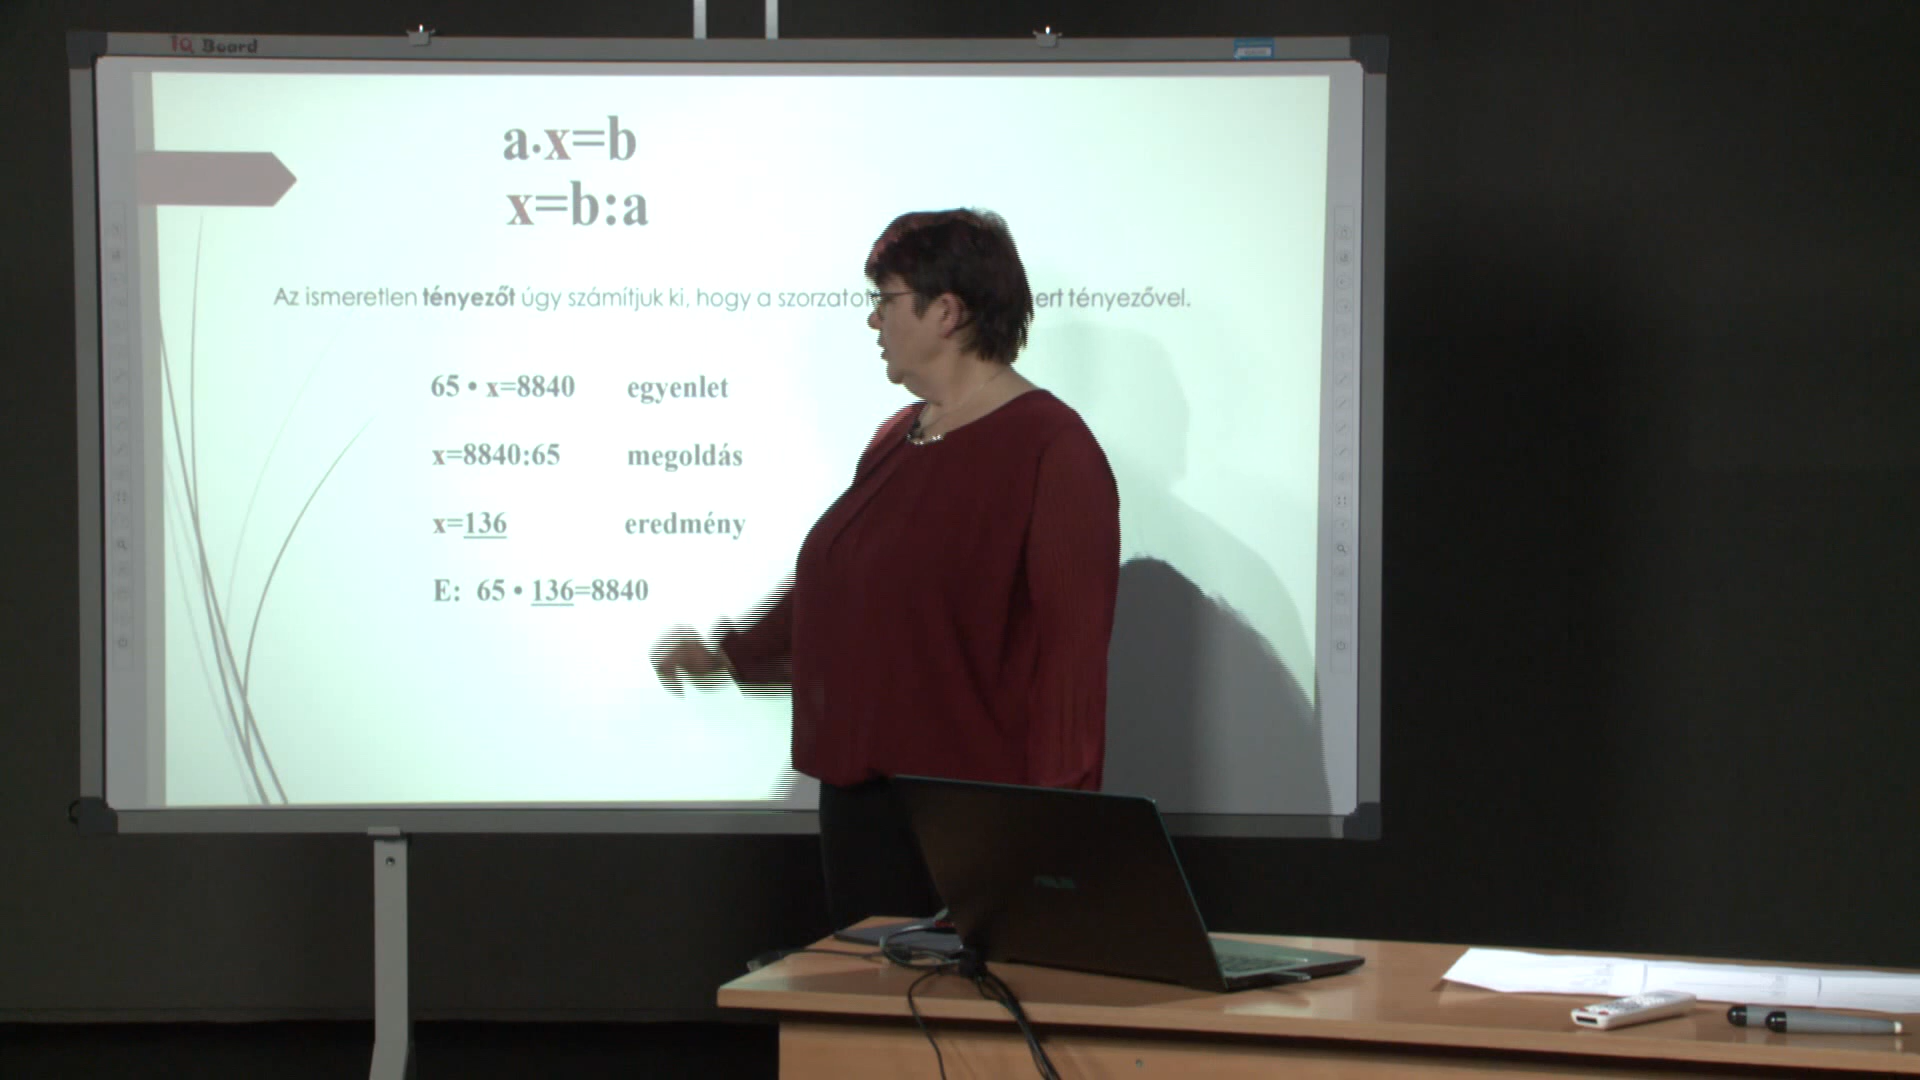 IQ Board
a·x=b
x=b:a
Az ismeretlen tényezőt úgy számítjuk ki, hogy a szorzatot tényezővel.
65 • x=8840 egyenlet
x=8840:65 megoldás
x=136 eredmény
E: 65 • 136=8840